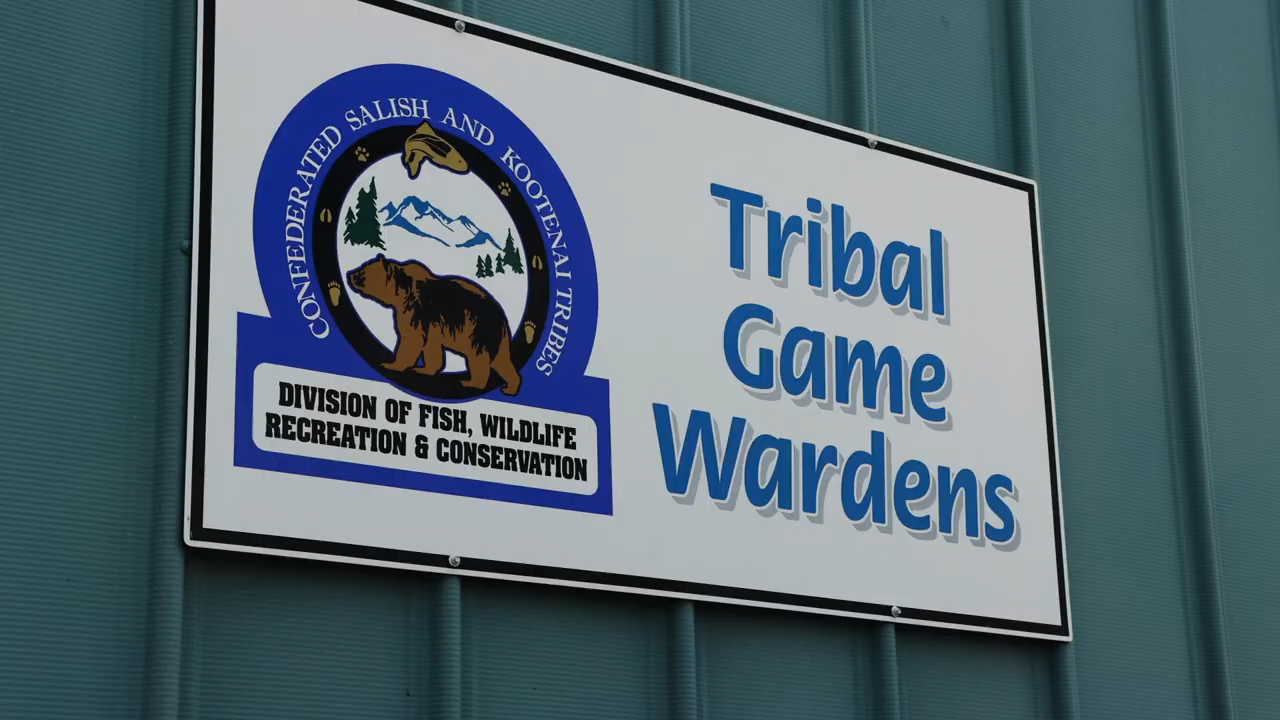 CONFEDERATED SALISH AND KOOTENAI TRIBES
DIVISION OF FISH, WILDLIFE
RECREATION & CONSERVATION
Tribal
Game
Wardens